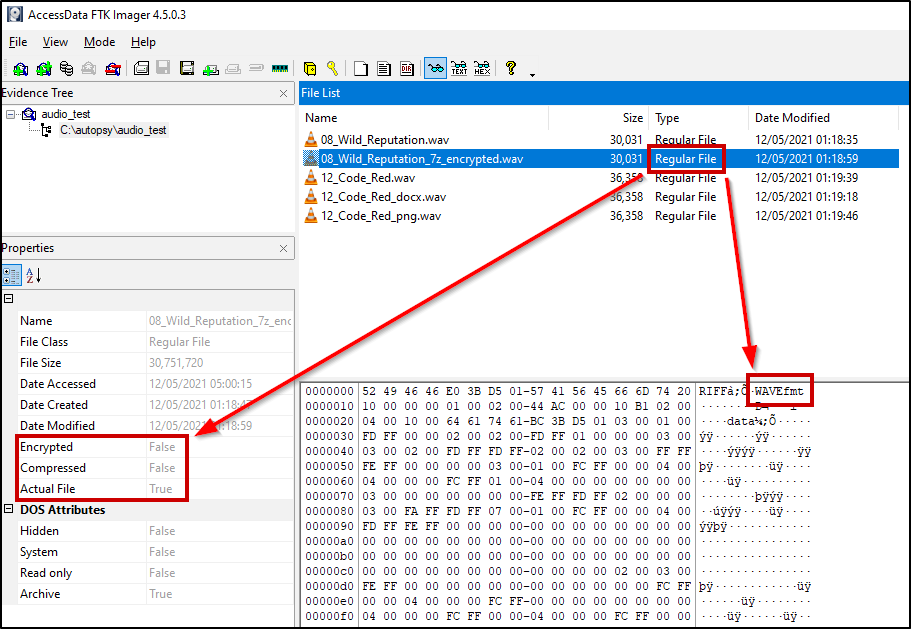 AccessData FTK Imager 4.5.0.3
File View Mode Help
Evidence Tree
audio_test
C:\autopsy\audio_test
File List
Name Size Type Date Modified
08_Wild_Reputation.wav 30,031 Regular File 12/05/2021 01:18:35
08_Wild_Reputation_7z_encrypted.wav 30,031 Regular File 12/05/2021 01:18:59
12_Code_Red.wav 36,358 Regular File 12/05/2021 01:19:39
12_Code_Red_docx.wav 36,358 Regular File 12/05/2021 01:19:18
12_Code_Red_png.wav 36,358 Regular File 12/05/2021 01:19:46
Properties
Name 08_Wild_Reputation_7z_enc
File Class Regular File
File Size 30,751,720
Date Accessed 12/05/2021 05:00:15
Date Created 12/05/2021 01:18:47
Date Modified 12/05/2021 01:18:59
Encrypted False
Compressed False
Actual File True
DOS Attributes
Hidden False
System False
Read only False
Archive True
0000000 52 49 46 46 E0 3B D5 01-57 41 56 45 66 6D 74 20 RIFFà;Õ·WAVEfmt
0000010 10 00 00 00 01 00 02 00-44 AC 00 00 10 B1 02 00
0000020 04 00 10 00 64 61 74 61-BC 3B D5 01 03 00 01 00 ····data¼;Õ·····
0000030 FD FF 00 00 02 00 02 00-FD FF 01 00 00 00 03 00 ýÿ······ýÿ······
0000040 03 00 02 00 FD FF FD FF-02 00 02 00 03 00 FF FF ····ýÿýÿ······ÿÿ
0000050 FE FF 00 00 00 00 03 00-01 00 FC FF 00 00 04 00 þÿ········üÿ····
0000060 04 00 00 00 FC FF 01 00-04 00 00 00 00 00 00 00 ····üÿ··········
0000070 03 00 00 00 00 00 00 00-FE FF FD FF 02 00 00 00 ········þÿýÿ····
0000080 03 00 FA FF FD FF 07 00-01 00 FC FF 00 00 04 00 ··úÿýÿ····üÿ····
0000090 FD FF FE FF 00 00 00 00-00 00 00 00 00 00 00 00 ýÿþÿ············
00000a0 00 00 00 00 00 00 00 00-00 00 00 00 00 00 00 00 ················
00000b0 00 00 00 00 00 00 00 00-00 00 00 00 00 00 00 00 ················
00000c0 00 00 00 00 00 00 00 00-00 00 00 00 02 00 03 00 ················
00000d0 FE FF 00 00 00 00 00 00-00 00 00 00 00 00 FC FF þÿ············üÿ
00000e0 00 00 04 00 00 00 FC FF-00 00 00 00 00 00 00 00 ······üÿ········
00000f0 04 00 00 00 FC FF 00 00-04 00 00 00 FC FF 00 00 ····üÿ······üÿ··